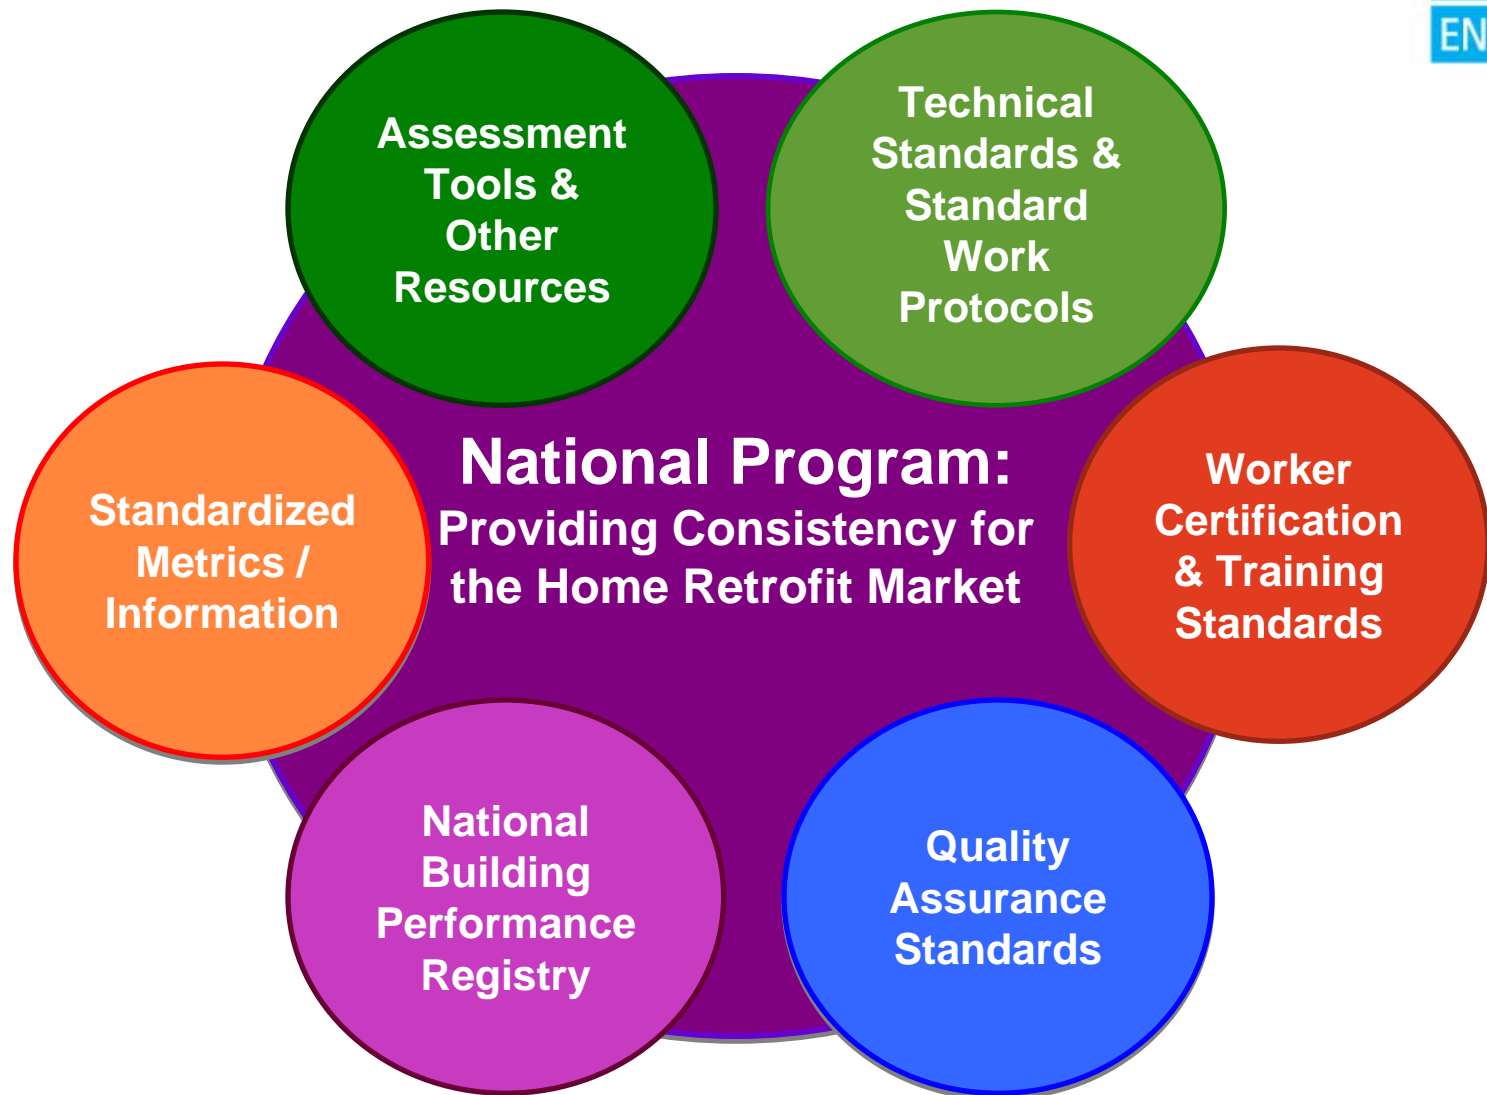 EN
Assessment
Tools &
Other
Resources
Technical
Standards &
Standard
Work
Protocols
National Program:
Providing Consistency for
the Home Retrofit Market
Standardized
Metrics /
Information
Worker
Certification
& Training
Standards
National
Building
Performance
Registry
Quality
Assurance
Standards